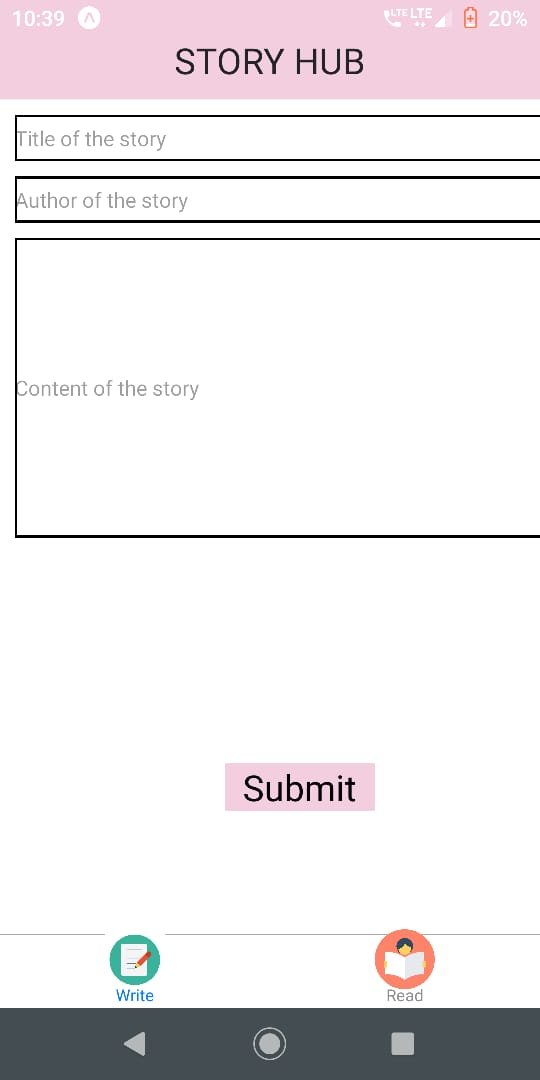 10:39 LTE LTE 20%
STORY HUB
Title of the story
Author of the story
Content of the story
Submit
Write Read